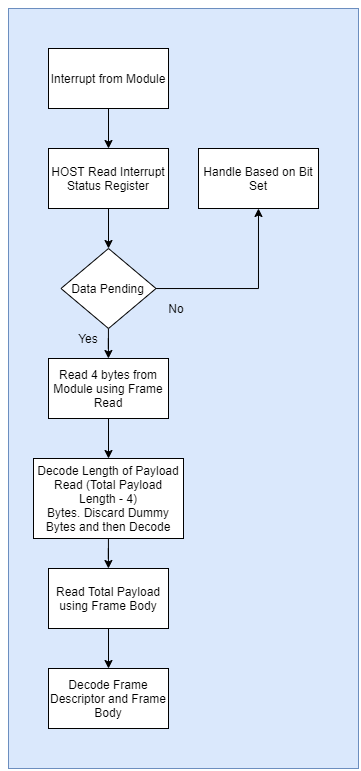 Interrupt from Module
HOST Read Interrupt
Status Register
Handle Based on Bit
Set
Data Pending
No
Yes
Read 4 bytes from
Module using Frame
Read
Decode Length of Payload
Read (Total Payload
Length - 4)
Bytes. Discard Dummy
Bytes and then Decode
Read Total Payload
using Frame Body
Decode Frame
Descriptor and Frame
Body